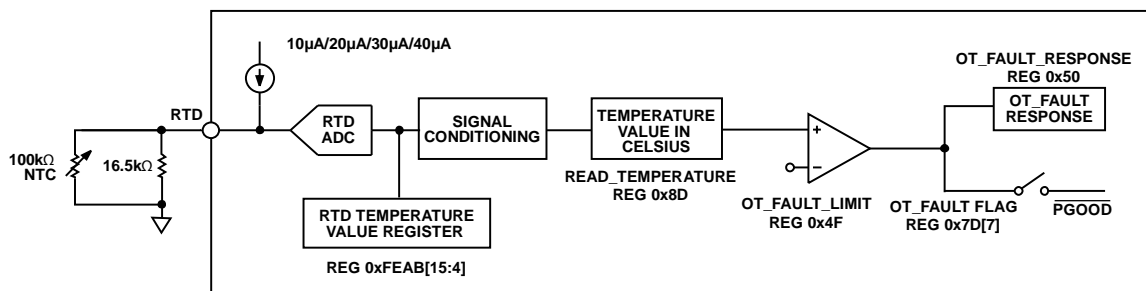 10µA/20µA/30µA/40µA
RTD
100kΩ
NTC
16.5kΩ
RTD
ADC
SIGNAL
CONDITIONING
TEMPERATURE
VALUE IN
CELSIUS
READ_TEMPERATURE
REG 0x8D
RTD TEMPERATURE
VALUE REGISTER
REG 0xFEAB[15:4]
+
–
OT_FAULT_LIMIT
REG 0x4F
OT_FAULT_RESPONSE
REG 0x50
OT_FAULT
RESPONSE
OT_FAULT FLAG
REG 0x7D[7]
PGOOD